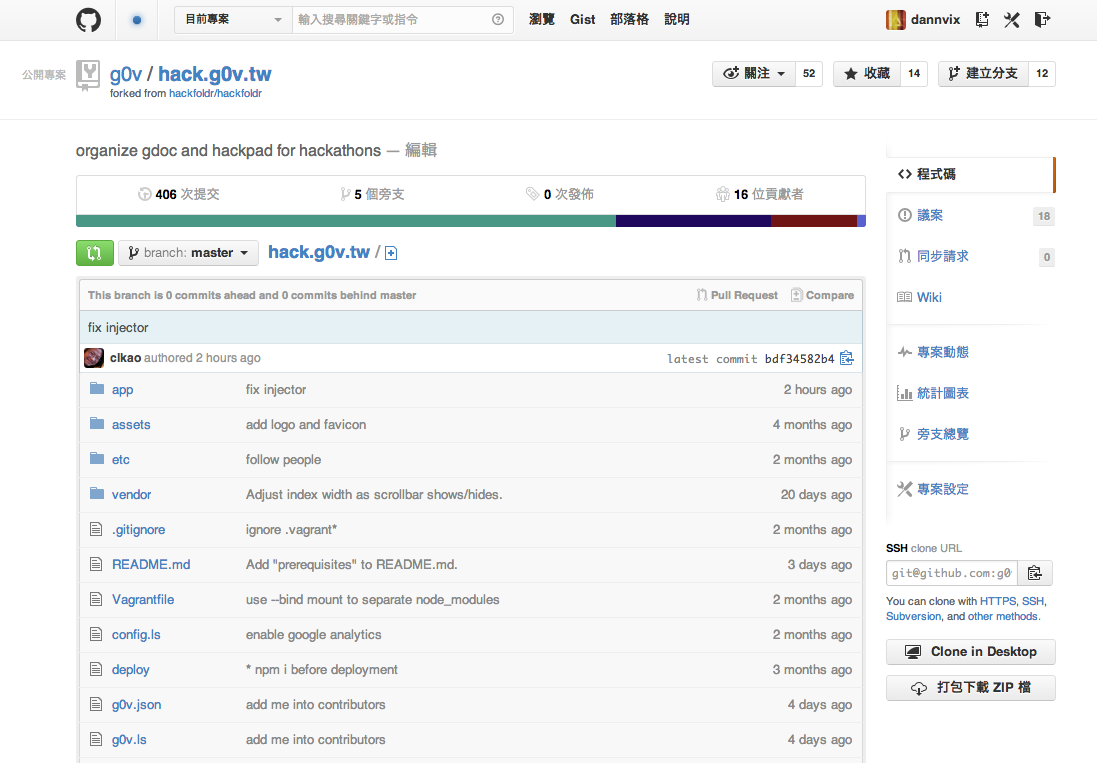 目前專案 輸入搜尋關鍵字或指令 瀏覽 Gist 部落格 說明 dannvix
公開專案 g0v / hack.g0v.tw 關注 52 收藏 14 建立分支 12
forked from hackfoldr/hackfoldr
organize gdoc and hackpad for hackathons — 編輯
406 次提交 5 個旁支 0 次發佈 16 位貢獻者
branch: master hack.g0v.tw /
This branch is 0 commits ahead and 0 commits behind master Pull Request Compare
fix injector
clkao authored 2 hours ago latest commit bdf34582b4
app fix injector 2 hours ago
assets add logo and favicon 4 months ago
etc follow people 2 months ago
vendor Adjust index width as scrollbar shows/hides. 20 days ago
.gitignore ignore .vagrant* 2 months ago
README.md Add "prerequisites" to README.md. 3 days ago
Vagrantfile use --bind mount to separate node_modules 2 months ago
config.ls enable google analytics 2 months ago
deploy * npm i before deployment 3 months ago
g0v.json add me into contributors 4 days ago
g0v.ls add me into contributors 4 days ago
程式碼
議案 18
同步請求 0
Wiki
專案動態
統計圖表
旁支總覽
專案設定
SSH clone URL
git@github.com:g0
You can clone with HTTPS, SSH,
Subversion, and other methods.
Clone in Desktop
打包下載 ZIP 檔